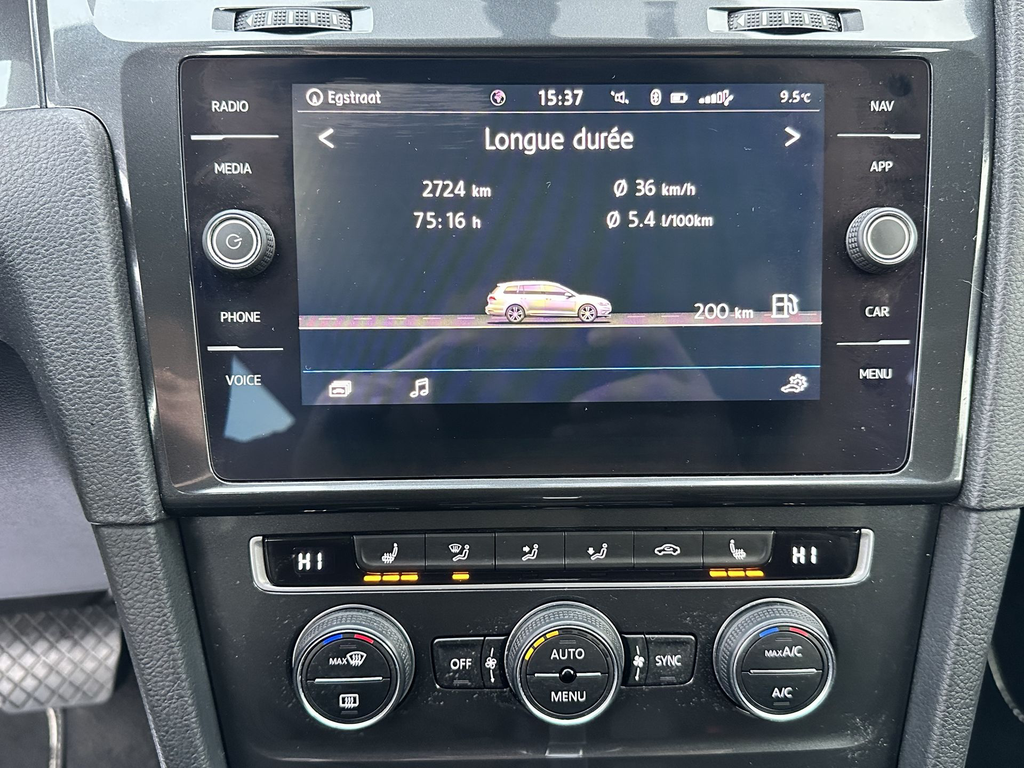 RADIO
MEDIA
PHONE
VOICE
Egstraat 15:37 9.5°C
< Longue durée >
2724 km Ø 36 km/h
75:16 h Ø 5.4 l/100km
200 km
NAV
APP
CAR
MENU
HI HI
MAX OFF AUTO SYNC MAX A/C
MENU A/C